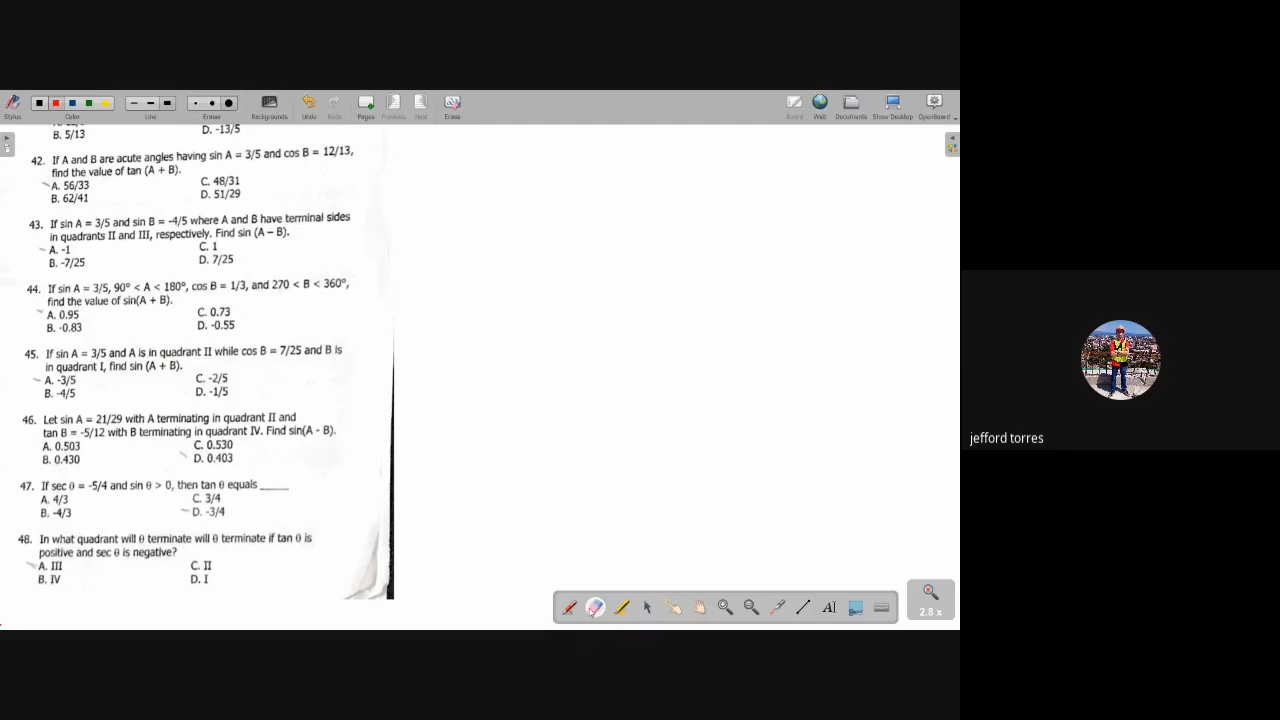 Stylus
Color
Line
Eraser
Backgrounds
Undo
Redo
Pages
Previous
Next
Erase
Board
Web
Documents
Show Desktop
OpenBoard
B. 5/13
D. -13/5
42. If A and B are acute angles having sin A = 3/5 and cos B = 12/13,
find the value of tan (A + B).
A. 56/33
C. 48/31
B. 62/41
D. 51/29
43. If sin A = 3/5 and sin B = -4/5 where A and B have terminal sides
in quadrants II and III, respectively. Find sin (A – B).
A. -1
C. 1
B. -7/25
D. 7/25
44. If sin A = 3/5, 90° < A < 180°, cos B = 1/3, and 270 < B < 360°,
find the value of sin(A + B).
A. 0.95
C. 0.73
B. -0.83
D. -0.55
45. If sin A = 3/5 and A is in quadrant II while cos B = 7/25 and B is
in quadrant I, find sin (A + B).
A. -3/5
C. -2/5
B. -4/5
D. -1/5
46. Let sin A = 21/29 with A terminating in quadrant II and
tan B = -5/12 with B terminating in quadrant IV. Find sin(A - B).
A. 0.503
C. 0.530
B. 0.430
D. 0.403
47. If sec θ = -5/4 and sin θ > 0, then tan θ equals _____
A. 4/3
C. 3/4
B. -4/3
D. -3/4
48. In what quadrant will θ terminate will θ terminate if tan θ is
positive and sec θ is negative?
A. III
C. II
B. IV
D. I
2.8 x
jefford torres